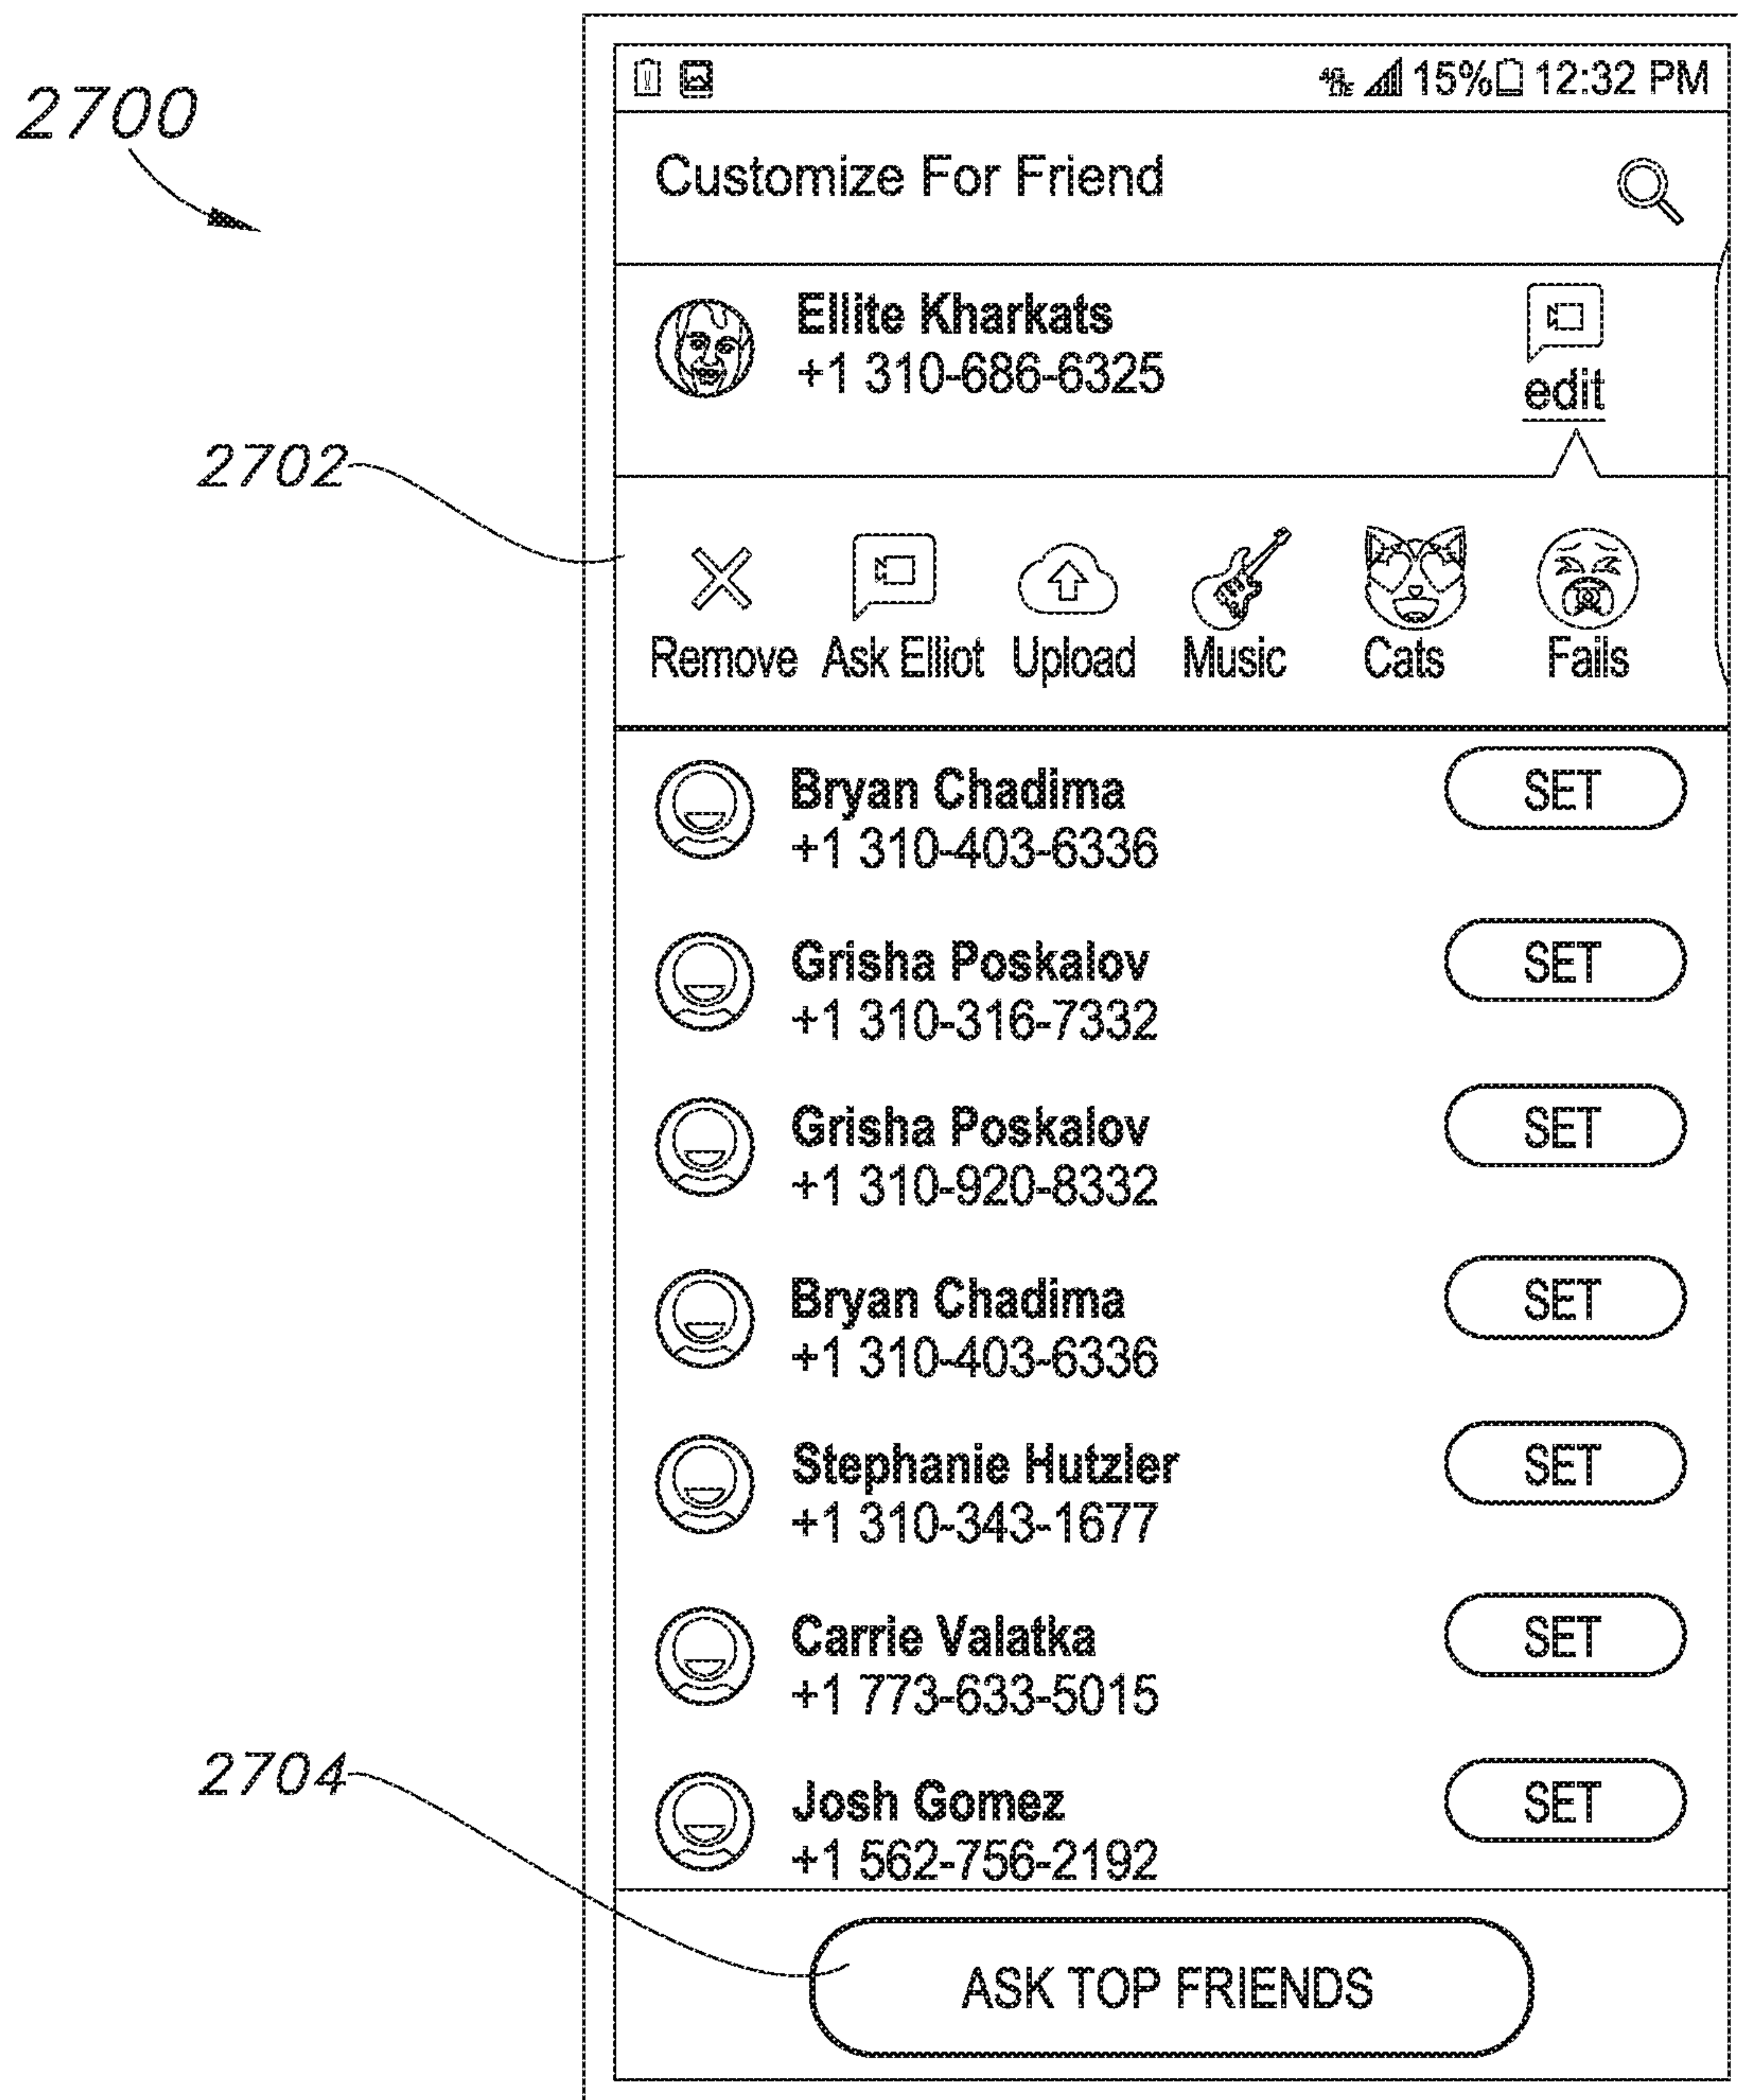 2700
15% 12:32 PM
Customize For Friend
Ellite Kharkats
+1 310-686-6325
edit
2702
Remove Ask Elliot Upload Music Cats Fails
Bryan Chadima SET
+1 310-403-6336
Grisha Poskalov SET
+1 310-316-7332
Grisha Poskalov SET
+1 310-920-8332
Bryan Chadima SET
+1 310-403-6336
Stephanie Hutzler SET
+1 310-343-1677
Carrie Valatka SET
+1 773-633-5015
2704
Josh Gomez SET
+1 562-756-2192
ASK TOP FRIENDS